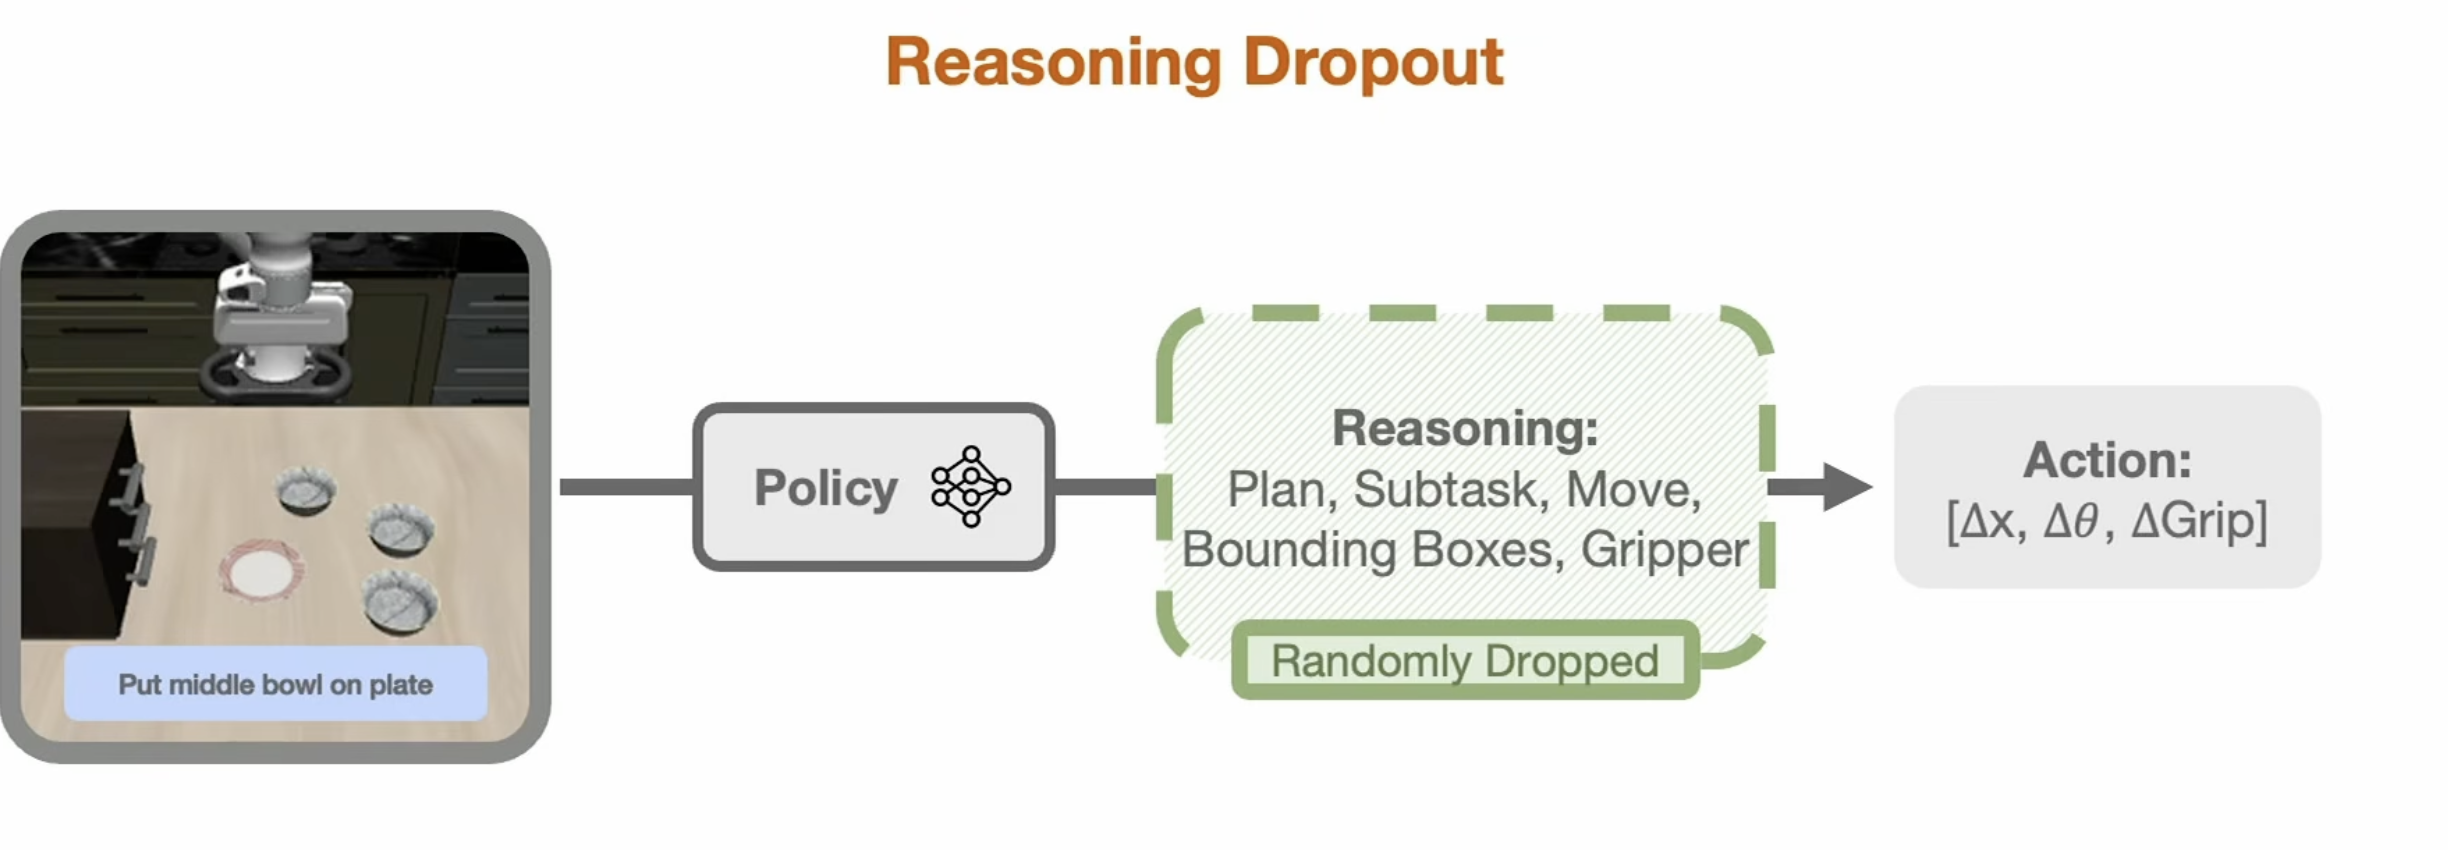 Reasoning Dropout
Put middle bowl on plate
Policy
Reasoning:
Plan, Subtask, Move,
Bounding Boxes, Gripper
Randomly Dropped
Action:
[Δx, Δθ, ΔGrip]